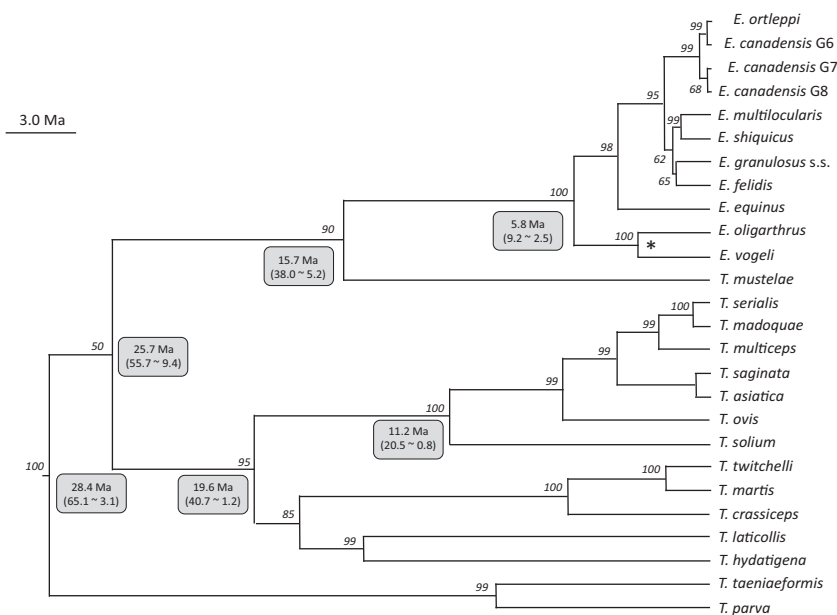 99
E. ortleppi
E. canadensis G6
99
E. canadensis G7
68
E. canadensis G8
3.0 Ma
95
E. multilocularis
99
E. shiquicus
98
62
E. granulosus s.s.
65
E. felidis
100
E. equinus
90
5.8 Ma
(9.2 ~ 2.5)
100
E. oligarthrus
*
E. vogeli
15.7 Ma
(38.0 ~ 5.2)
T. mustelae
100
T. serialis
99
T. madoquae
50
99
T. multiceps
25.7 Ma
(55.7 ~ 9.4)
T. saginata
99
T. asiatica
100
T. ovis
11.2 Ma
(20.5 ~ 0.8)
T. solium
100
95
100
T. twitchelli
28.4 Ma
(65.1 ~ 3.1)
19.6 Ma
(40.7 ~ 1.2)
100
T. martis
85
T. crassiceps
99
T. laticollis
T. hydatigena
99
T. taeniaeformis
T. parva